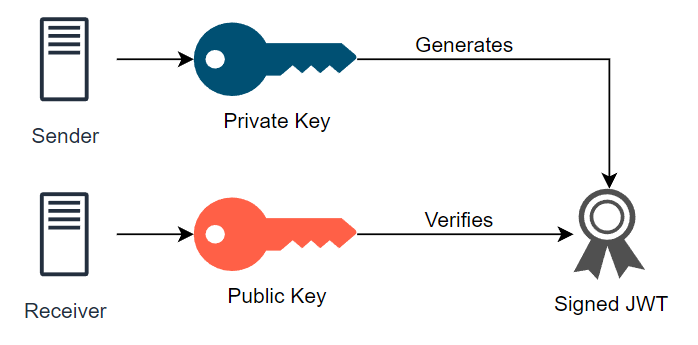 Generates
Sender
Private Key
Verifies
Receiver
Public Key
Signed JWT